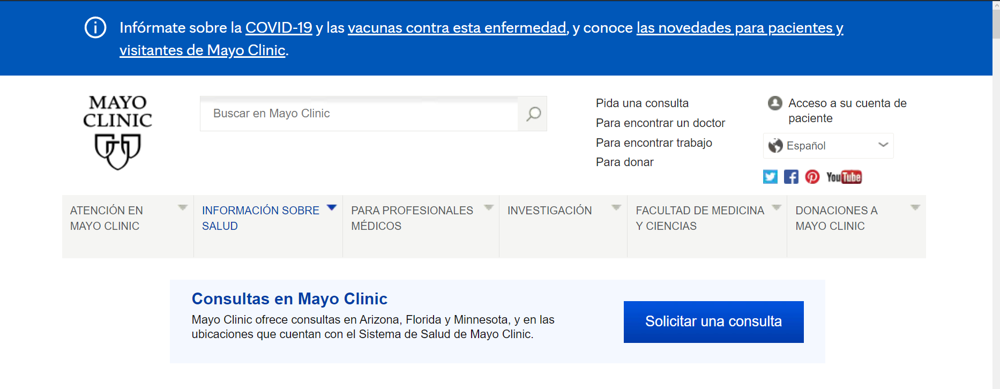 Infórmate sobre la COVID-19 y las vacunas contra esta enfermedad, y conoce las novedades para pacientes y
visitantes de Mayo Clinic.
MAYO
CLINIC
Buscar en Mayo Clinic
Pida una consulta
Para encontrar un doctor
Para encontrar trabajo
Para donar
Acceso a su cuenta de
paciente
Español
YouTube
ATENCIÓN EN
MAYO CLINIC
INFORMACIÓN SOBRE
SALUD
PARA PROFESIONALES
MÉDICOS
INVESTIGACIÓN
FACULTAD DE MEDICINA
Y CIENCIAS
DONACIONES A
MAYO CLINIC
Consultas en Mayo Clinic
Mayo Clinic ofrece consultas en Arizona, Florida y Minnesota, y en las
ubicaciones que cuentan con el Sistema de Salud de Mayo Clinic.
Solicitar una consulta